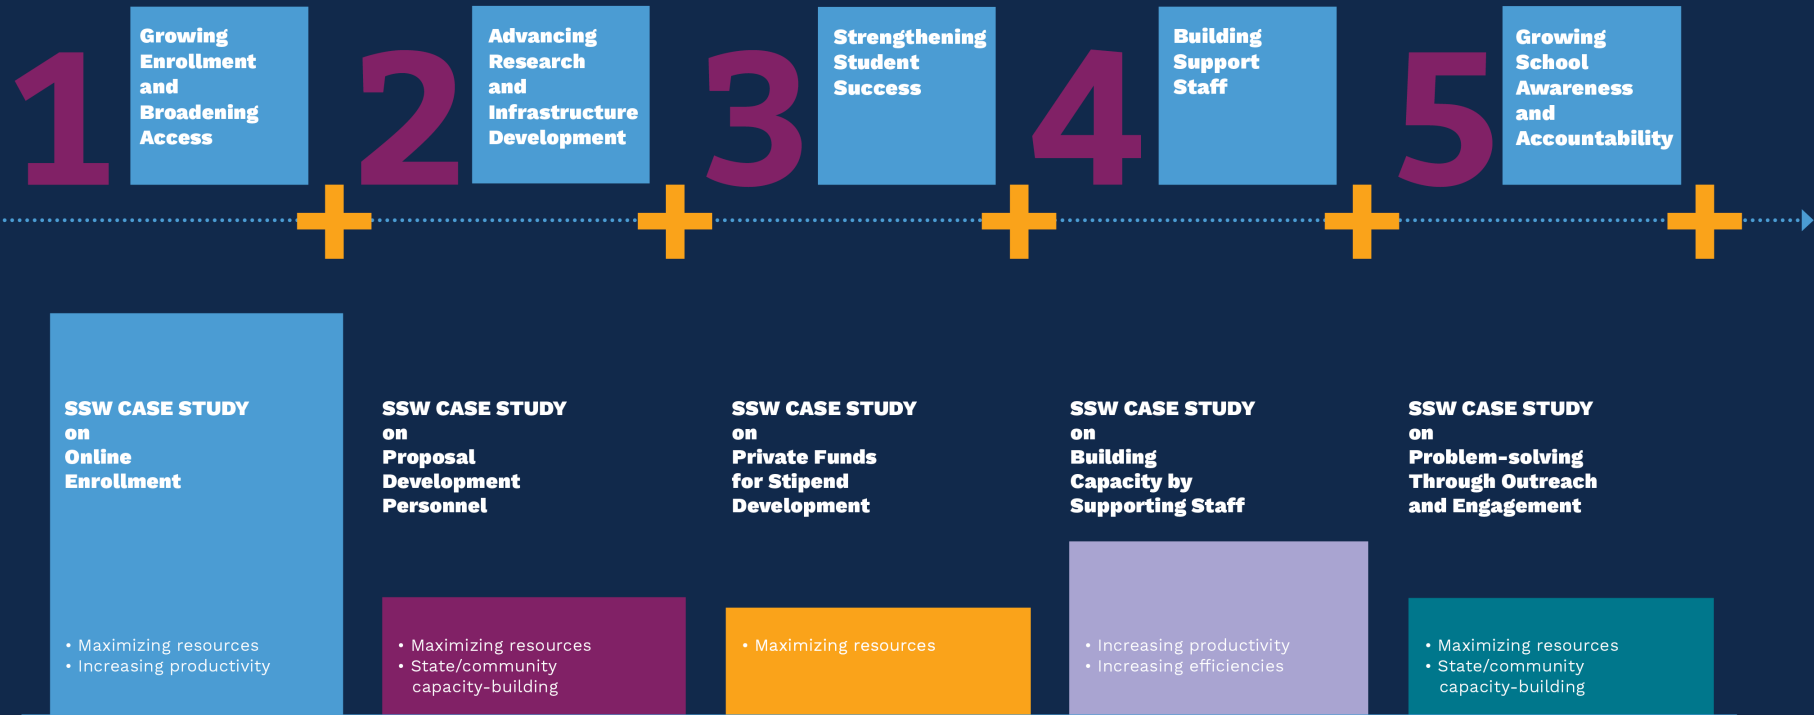 1
Growing
Enrollment
and
Broadening
Access
2
Advancing
Research
and
Infrastructure
Development
3
Strengthening
Student
Success
4
Building
Support
Staff
5
Growing
School
Awareness
and
Accountability
SSW CASE STUDY
on
Online
Enrollment
• Maximizing resources
• Increasing productivity
SSW CASE STUDY
on
Proposal
Development
Personnel
• Maximizing resources
• State/community
capacity-building
SSW CASE STUDY
on
Private Funds
for Stipend
Development
• Maximizing resources
SSW CASE STUDY
on
Building
Capacity by
Supporting Staff
• Increasing productivity
• Increasing efficiencies
SSW CASE STUDY
on
Problem-solving
Through Outreach
and Engagement
• Maximizing resources
• State/community
capacity-building